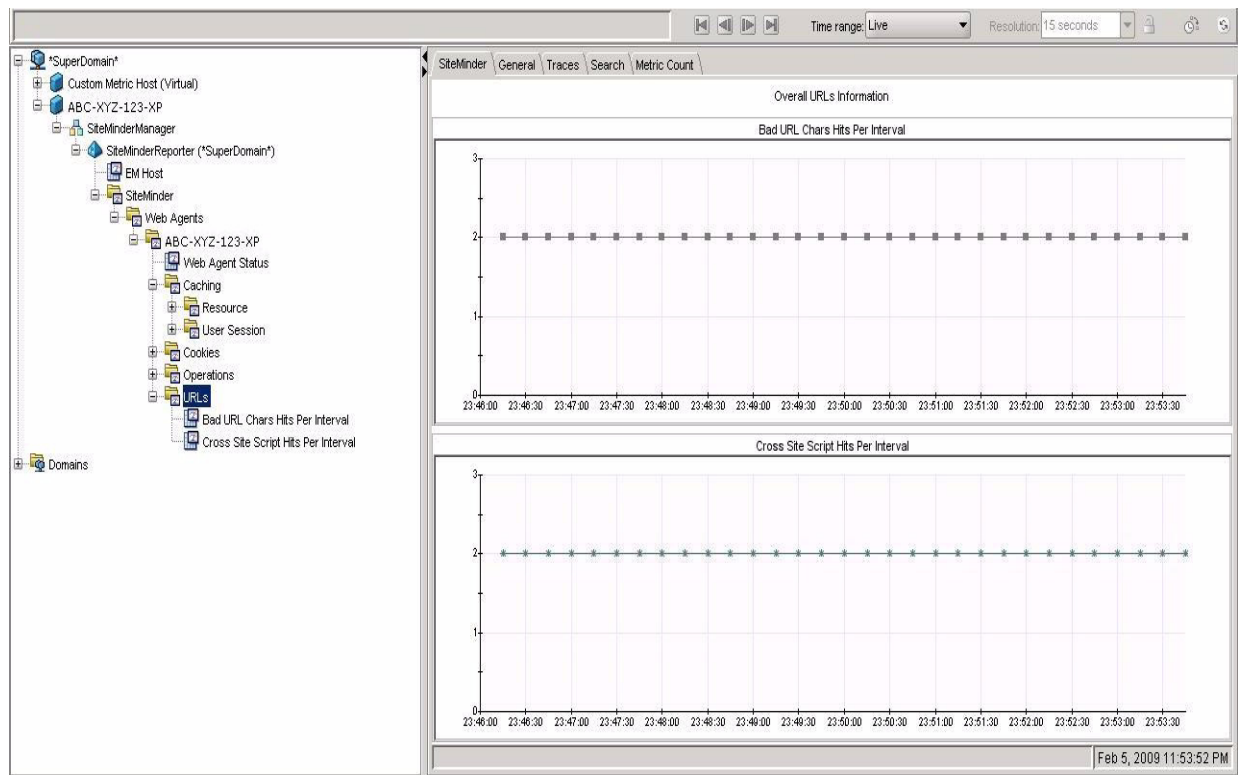 Time range: Live Resolution: 15 seconds
*SuperDomain*
Custom Metric Host (Virtual)
ABC-XYZ-123-XP
SiteMinderManager
SiteMinderReporter (*SuperDomain*)
EM Host
SiteMinder
Web Agents
ABC-XYZ-123-XP
Web Agent Status
Caching
Resource
User Session
Cookies
Operations
URLs
Bad URL Chars Hits Per Interval
Cross Site Script Hits Per Interval
Domains
SiteMinder General Traces Search Metric Count
Overall URLs Information
Bad URL Chars Hits Per Interval
3
2
1
0
23:46:00 23:46:30 23:47:00 23:47:30 23:48:00 23:48:30 23:49:00 23:49:30 23:50:00 23:50:30 23:51:00 23:51:30 23:52:00 23:52:30 23:53:00 23:53:30
Cross Site Script Hits Per Interval
3
2
1
0
23:46:00 23:46:30 23:47:00 23:47:30 23:48:00 23:48:30 23:49:00 23:49:30 23:50:00 23:50:30 23:51:00 23:51:30 23:52:00 23:52:30 23:53:00 23:53:30
Feb 5, 2009 11:53:52 PM